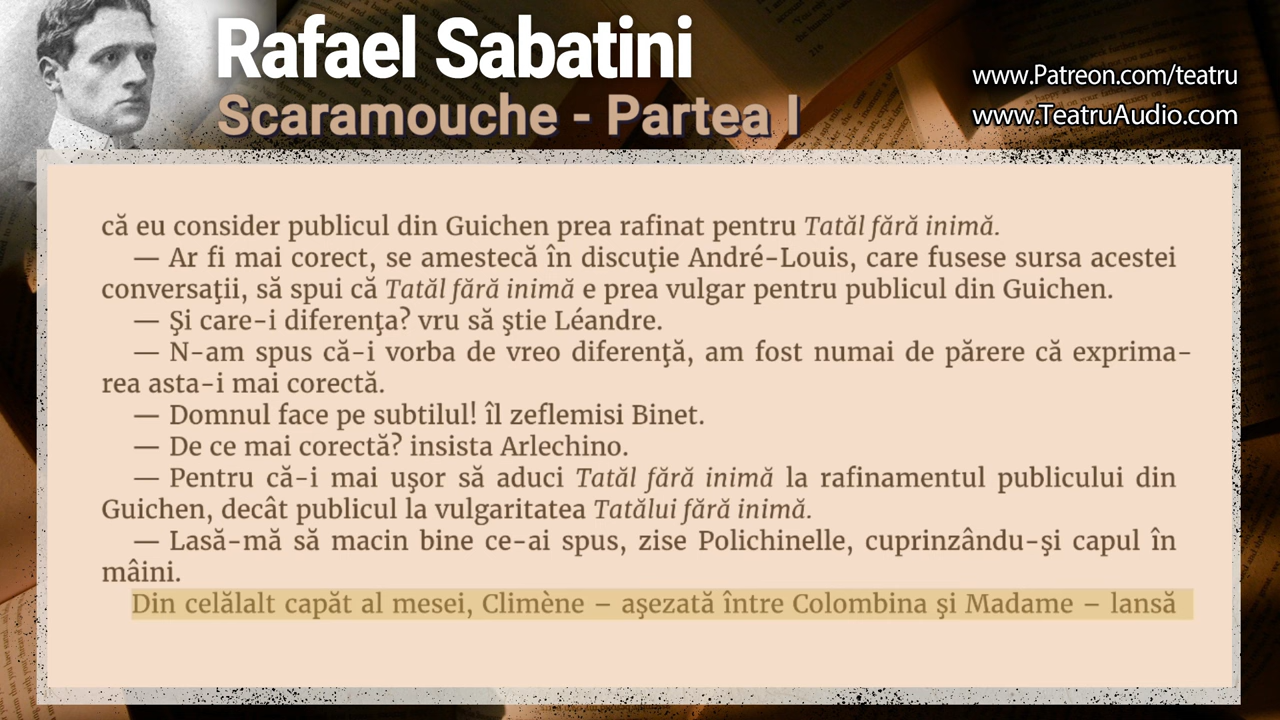 Rafael Sabatini
Scaramouche - Partea I
www.Patreon.com/teatru
www.TeatruAudio.com
că eu consider publicul din Guichen prea rafinat pentru Tatăl fără inimă.
— Ar fi mai corect, se amestecă în discuţie André-Louis, care fusese sursa acestei
conversaţii, să spui că Tatăl fără inimă e prea vulgar pentru publicul din Guichen.
— Şi care-i diferenţa? vru să ştie Léandre.
— N-am spus că-i vorba de vreo diferenţă, am fost numai de părere că exprima-
rea asta-i mai corectă.
— Domnul face pe subtilul! îl zeflemisi Binet.
— De ce mai corectă? insista Arlechino.
— Pentru că-i mai uşor să aduci Tatăl fără inimă la rafinamentul publicului din
Guichen, decât publicul la vulgaritatea Tatălui fără inimă.
— Lasă-mă să macin bine ce-ai spus, zise Polichinelle, cuprinzându-şi capul în
mâini.
Din celălalt capăt al mesei, Climène – aşezată între Colombina şi Madame – lansă